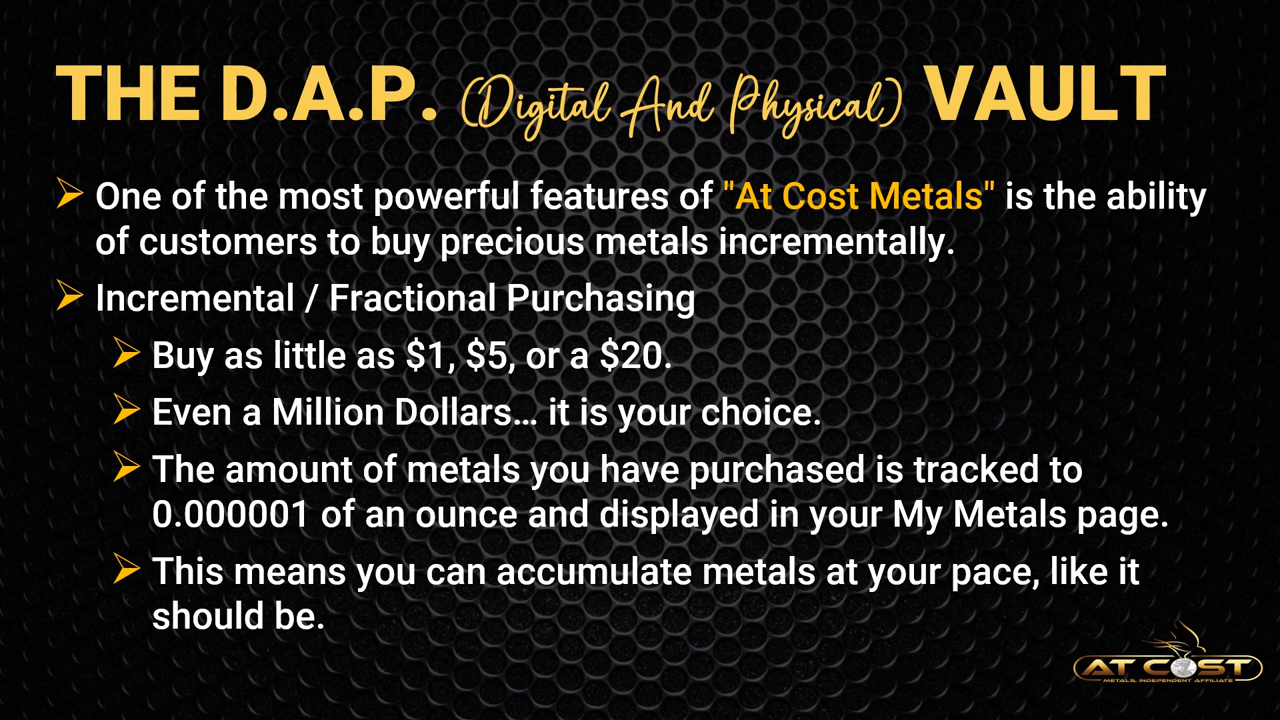 THE D.A.P. (Digital And Physical) VAULT
One of the most powerful features of "At Cost Metals" is the ability
of customers to buy precious metals incrementally.
Incremental / Fractional Purchasing
Buy as little as $1, $5, or a $20.
Even a Million Dollars... it is your choice.
The amount of metals you have purchased is tracked to
0.000001 of an ounce and displayed in your My Metals page.
This means you can accumulate metals at your pace, like it
should be.
AT COST
METALS, INDEPENDENT AFFILIATE